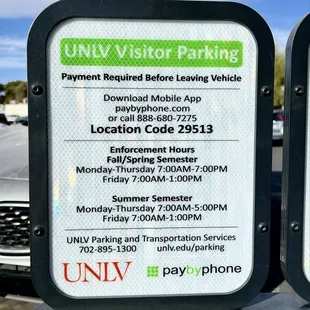 UNLV Visitor Parking
Payment Required Before Leaving Vehicle
Download Mobile App
paybyphone.com
or call 888-680-7275
Location Code 29513
Enforcement Hours
Fall/Spring Semester
Monday-Thursday 7:00AM-7:00PM
Friday 7:00AM-1:00PM
Summer Semester
Monday-Thursday 7:00AM-5:00PM
Friday 7:00AM-1:00PM
UNLV Parking and Transportation Services
702-895-1300 unlv.edu/parking
UNLV paybyphone